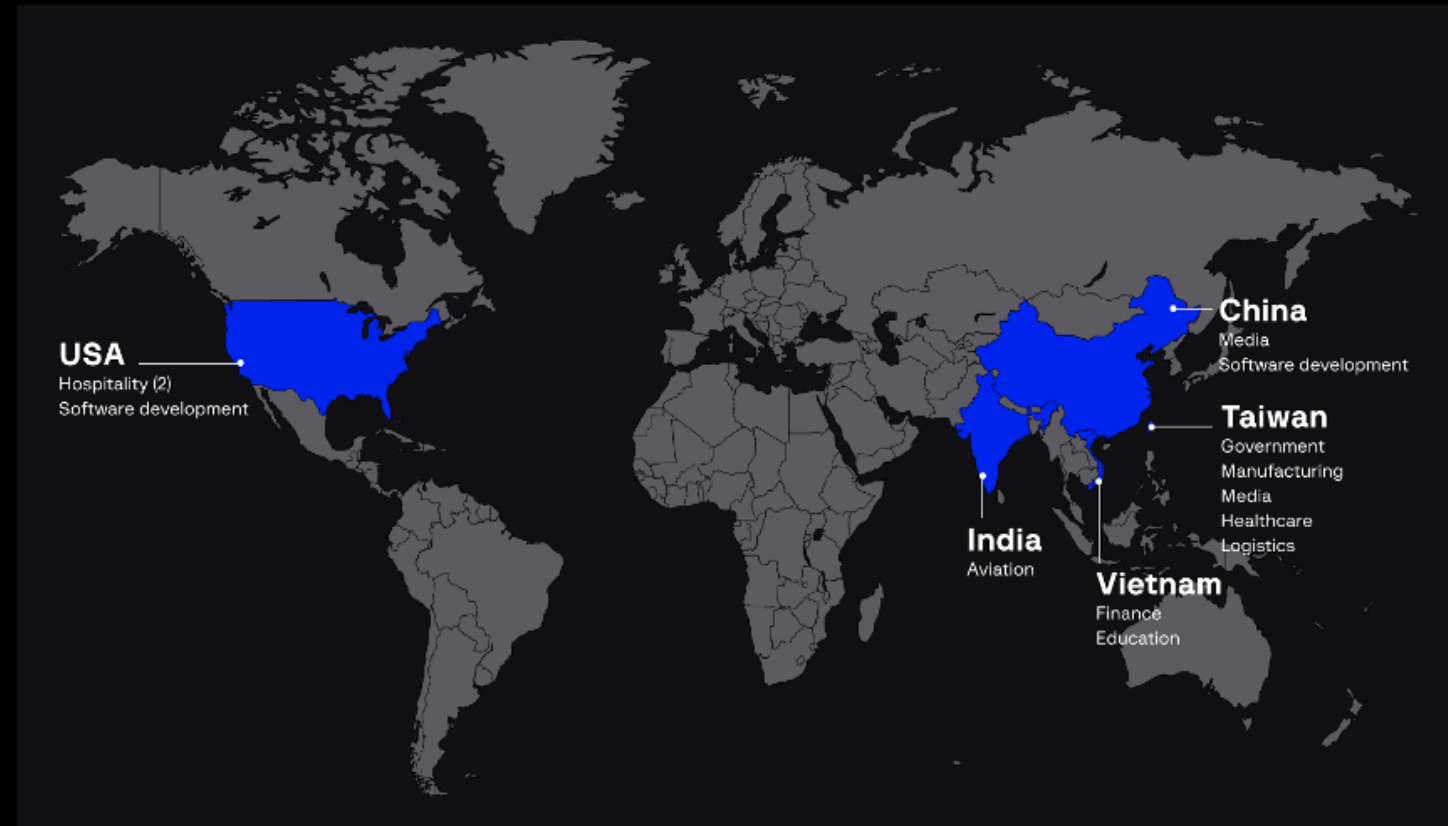 USA
Hospitality (2)
Software development
China
Media
Software development
Taiwan
Government
Manufacturing
Media
Healthcare
Logistics
India
Aviation
Vietnam
Finance
Education